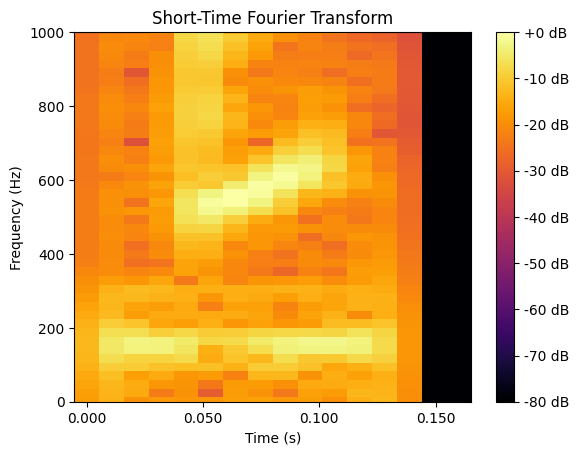 Short-Time Fourier Transform
1000
800
600
400
200
0
Frequency (Hz)
0.000
0.050
0.100
0.150
Time (s)
+0 dB
-10 dB
-20 dB
-30 dB
-40 dB
-50 dB
-60 dB
-70 dB
-80 dB